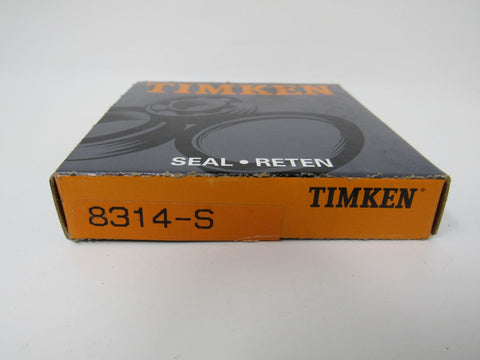 TIMKEN
SEAL • RETEN
8314-S
TIMKEN®